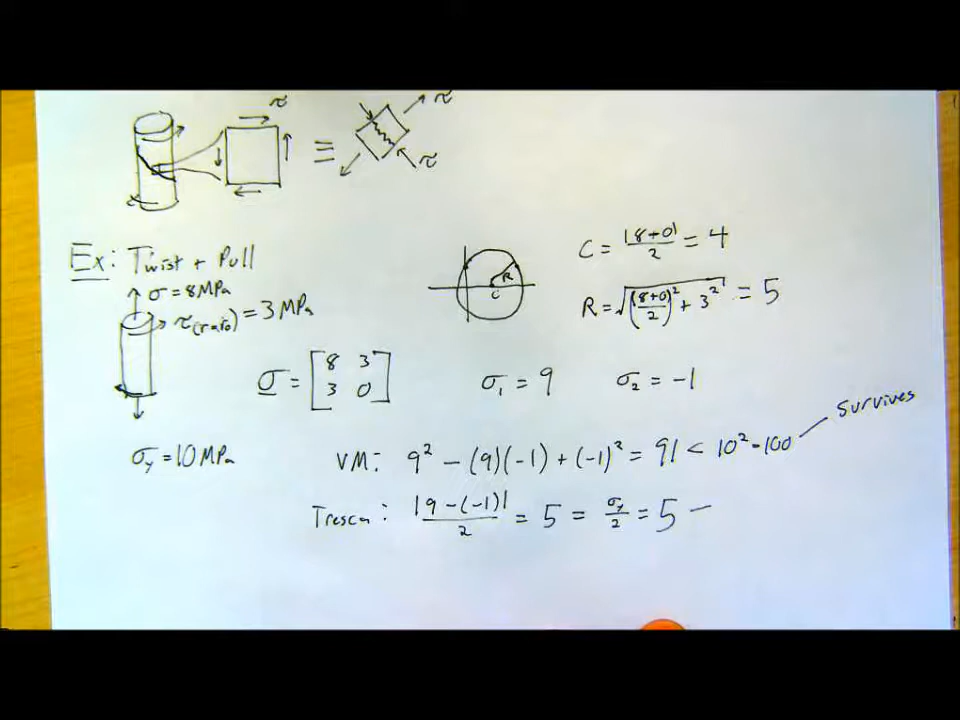 τ
τ
≡
τ
Ex: Twist + Pull
σ = 8 MPa
τ(r=r₀) = 3 MPa
C = |8+0|/2 = 4
R
C
R = √((8+0)/2)² + 3² = 5
σ = [8 3; 3 0]
σ₁ = 9
σ₂ = -1
σy = 10 MPa
VM: 9² - (9)(-1) + (-1)² = 91 < 10² = 100
Survives
Tresca: |9-(-1)|/2 = 5 = σy/2 = 5 —